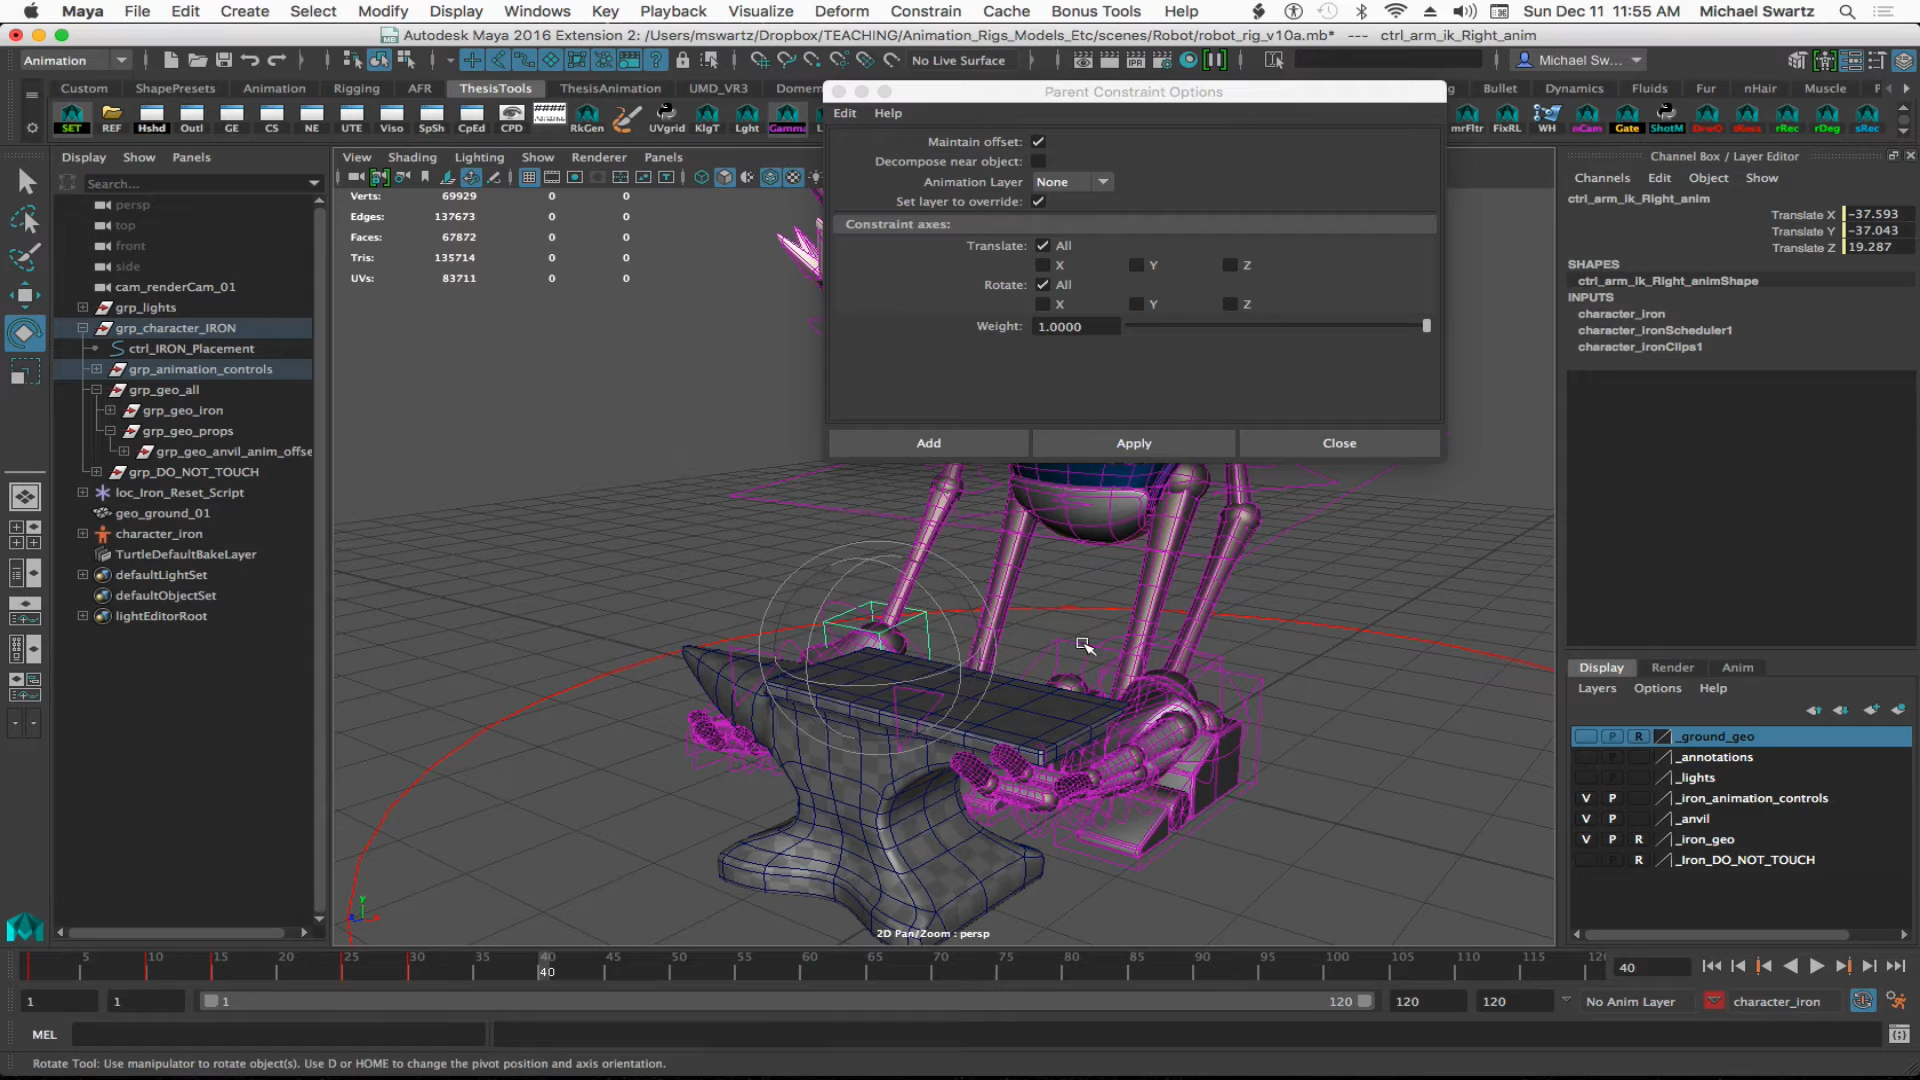 Maya File Edit Create Select Modify Display Windows Key Playback Visualize Deform Constrain Cache Bonus Tools Help Sun Dec 11 11:55 AM Michael Swartz
Autodesk Maya 2016 Extension 2: /Users/mswartz/Dropbox/TEACHING/Animation_Rigs_Models_Etc/scenes/Robot/robot_rig_v10a.mb* --- ctrl_arm_ik_Right_anim
Animation No Live Surface Michael Sw...
Custom ShapePresets Animation Rigging AFR ThesisTools ThesisAnimation UMD_VR3 Bullet Dynamics Fluids Fur nHair Muscle
SET REF Hshd Outl GE CS NE UTE Viso SpSh CpEd CPD RkGen UVgrid KlgT Lght Gammu mrFltr FixRL WH nCam Gate ShotM rRec rDeg sRec
Parent Constraint Options
Edit Help
Maintain offset:
Decompose near object:
Animation Layer None
Set layer to override:
Constraint axes:
Translate: All
X Y Z
Rotate: All
X Y Z
Weight: 1.0000
Add Apply Close
Display Show Panels
Search...
persp
top
front
side
cam_renderCam_01
grp_lights
grp_character_IRON
ctrl_IRON_Placement
grp_animation_controls
grp_geo_all
grp_geo_iron
grp_geo_props
grp_geo_anvil_anim_offse
grp_DO_NOT_TOUCH
loc_Iron_Reset_Script
geo_ground_01
character_iron
TurtleDefaultBakeLayer
defaultLightSet
defaultObjectSet
lightEditorRoot
View Shading Lighting Show Renderer Panels
Verts: 69929 0 0
Edges: 137673 0 0
Faces: 67872 0 0
Tris: 135714 0 0
UVs: 83711 0 0
2D Pan/Zoom : persp
Channel Box / Layer Editor
Channels Edit Object Show
ctrl_arm_ik_Right_anim
Translate X -37.593
Translate Y -37.043
Translate Z 19.287
SHAPES
ctrl_arm_ik_Right_animShape
INPUTS
character_iron
character_ironScheduler1
character_ironClips1
Display Render Anim
Layers Options Help
P R _ground_geo
_annotations
_lights
V P _iron_animation_controls
V P _anvil
V P R _iron_geo
R _Iron_DO_NOT_TOUCH
5 10 15 20 25 30 35 40 45 50 55 60 65 70 75 80 85 90 95 100 105 110 115 12
40
40
1 1 1 120 120 120 No Anim Layer character_iron
MEL
Rotate Tool: Use manipulator to rotate object(s). Use D or HOME to change the pivot position and axis orientation.